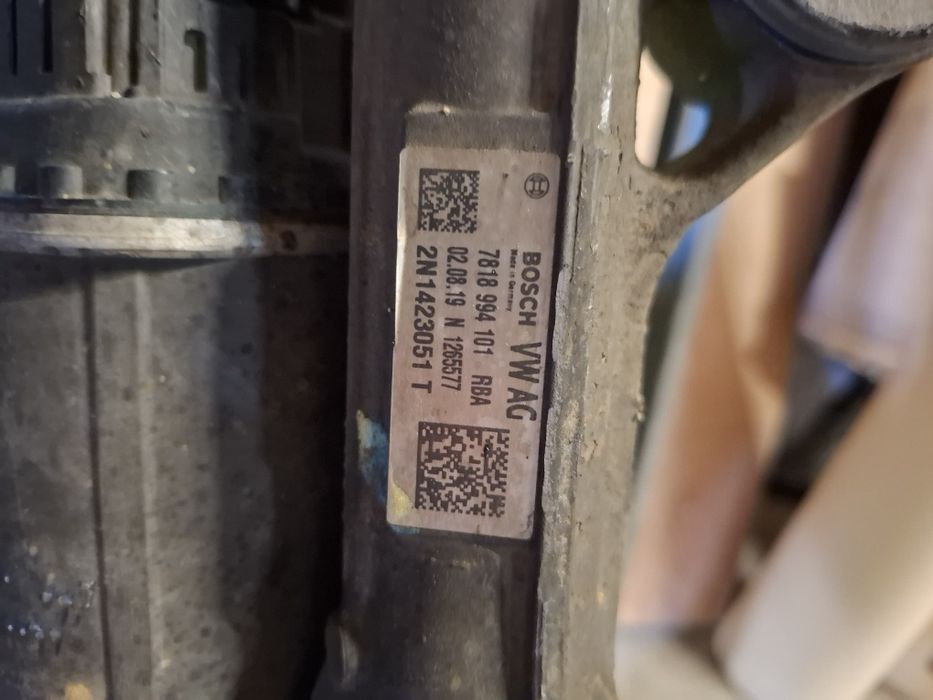 BOSCH VW AG
Made in Germany
7818 994 101 RBA
02.08.19 N 1265577
2N1423051 T